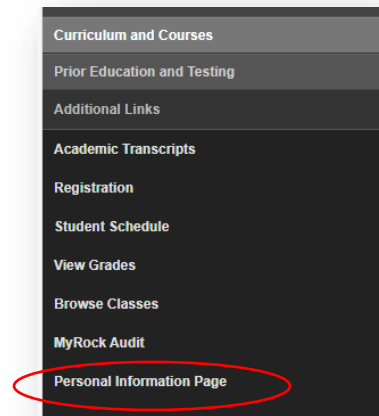 Curriculum and Courses
Prior Education and Testing
Additional Links
Academic Transcripts
Registration
Student Schedule
View Grades
Browse Classes
MyRock Audit
Personal Information Page